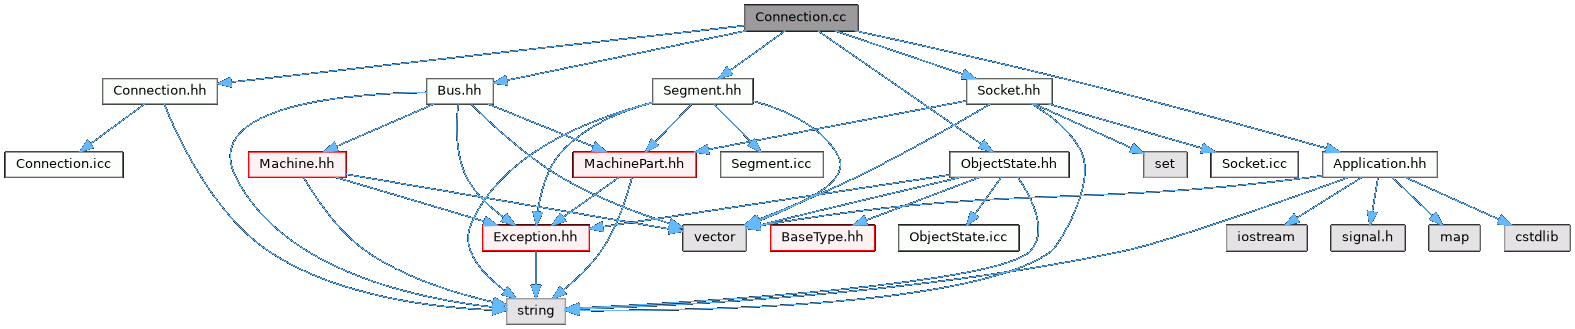 Connection.cc
Connection.hh
Bus.hh
Segment.hh
Socket.hh
Connection.icc
Machine.hh
MachinePart.hh
Segment.icc
ObjectState.hh
set
Socket.icc
Application.hh
Exception.hh
vector
BaseType.hh
ObjectState.icc
iostream
signal.h
map
cstdlib
string